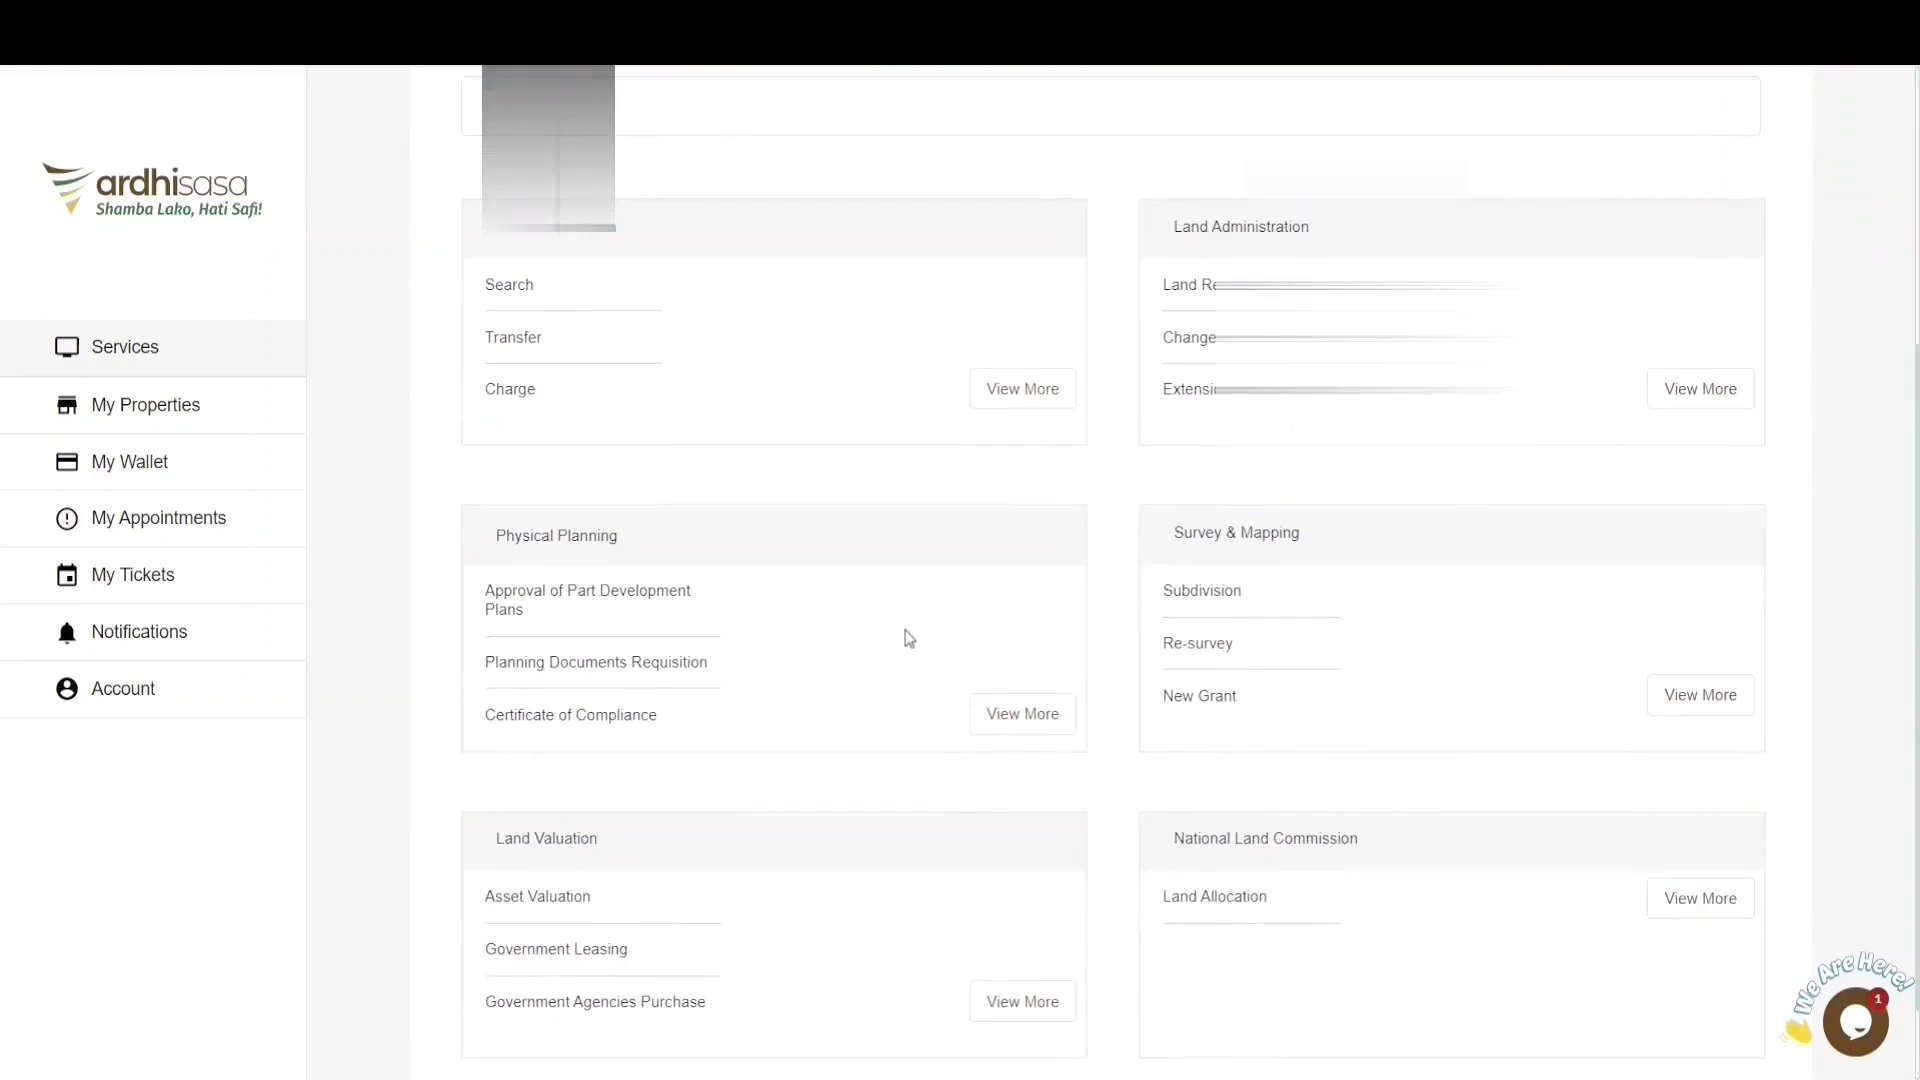 ardhisasa
Shamba Lako, Hati Safi!
Services
My Properties
My Wallet
My Appointments
My Tickets
Notifications
Account
Search
Transfer
Charge
View More
Land Administration
Land
Change
View More
Physical Planning
Approval of Part Development
Plans
Planning Documents Requisition
Certificate of Compliance
View More
Survey & Mapping
Subdivision
Re-survey
New Grant
View More
Land Valuation
Asset Valuation
Government Leasing
Government Agencies Purchase
View More
National Land Commission
Land Allocation
View More
We Are Here!
1